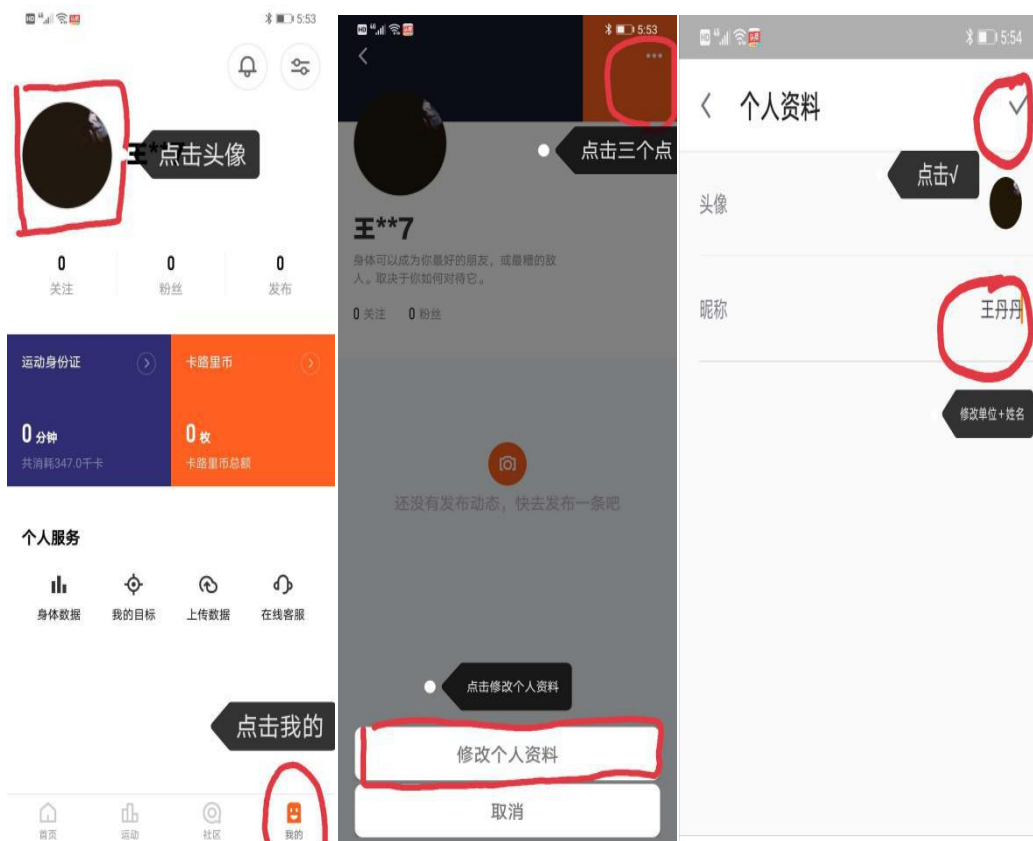 HD 46 5:53
王**7
点击头像
0 0 0
关注 粉丝 发布
运动身份证 卡路里币
0 分钟 0 枚
共消耗347.0千卡 卡路里币总额
个人服务
身体数据 我的目标 上传数据 在线客服
点击我的
首页 运动 社区 我的
HD 46 5:53
点击三个点
王**7
身体可以成为你最好的朋友，或最糟的敌
人。取决于你如何对待它。
0 关注 0 粉丝
还没有发布动态，快去发布一条吧
点击修改个人资料
修改个人资料
取消
HD 46 5:54
个人资料
点击√
头像
昵称 王丹丹
修改单位+姓名